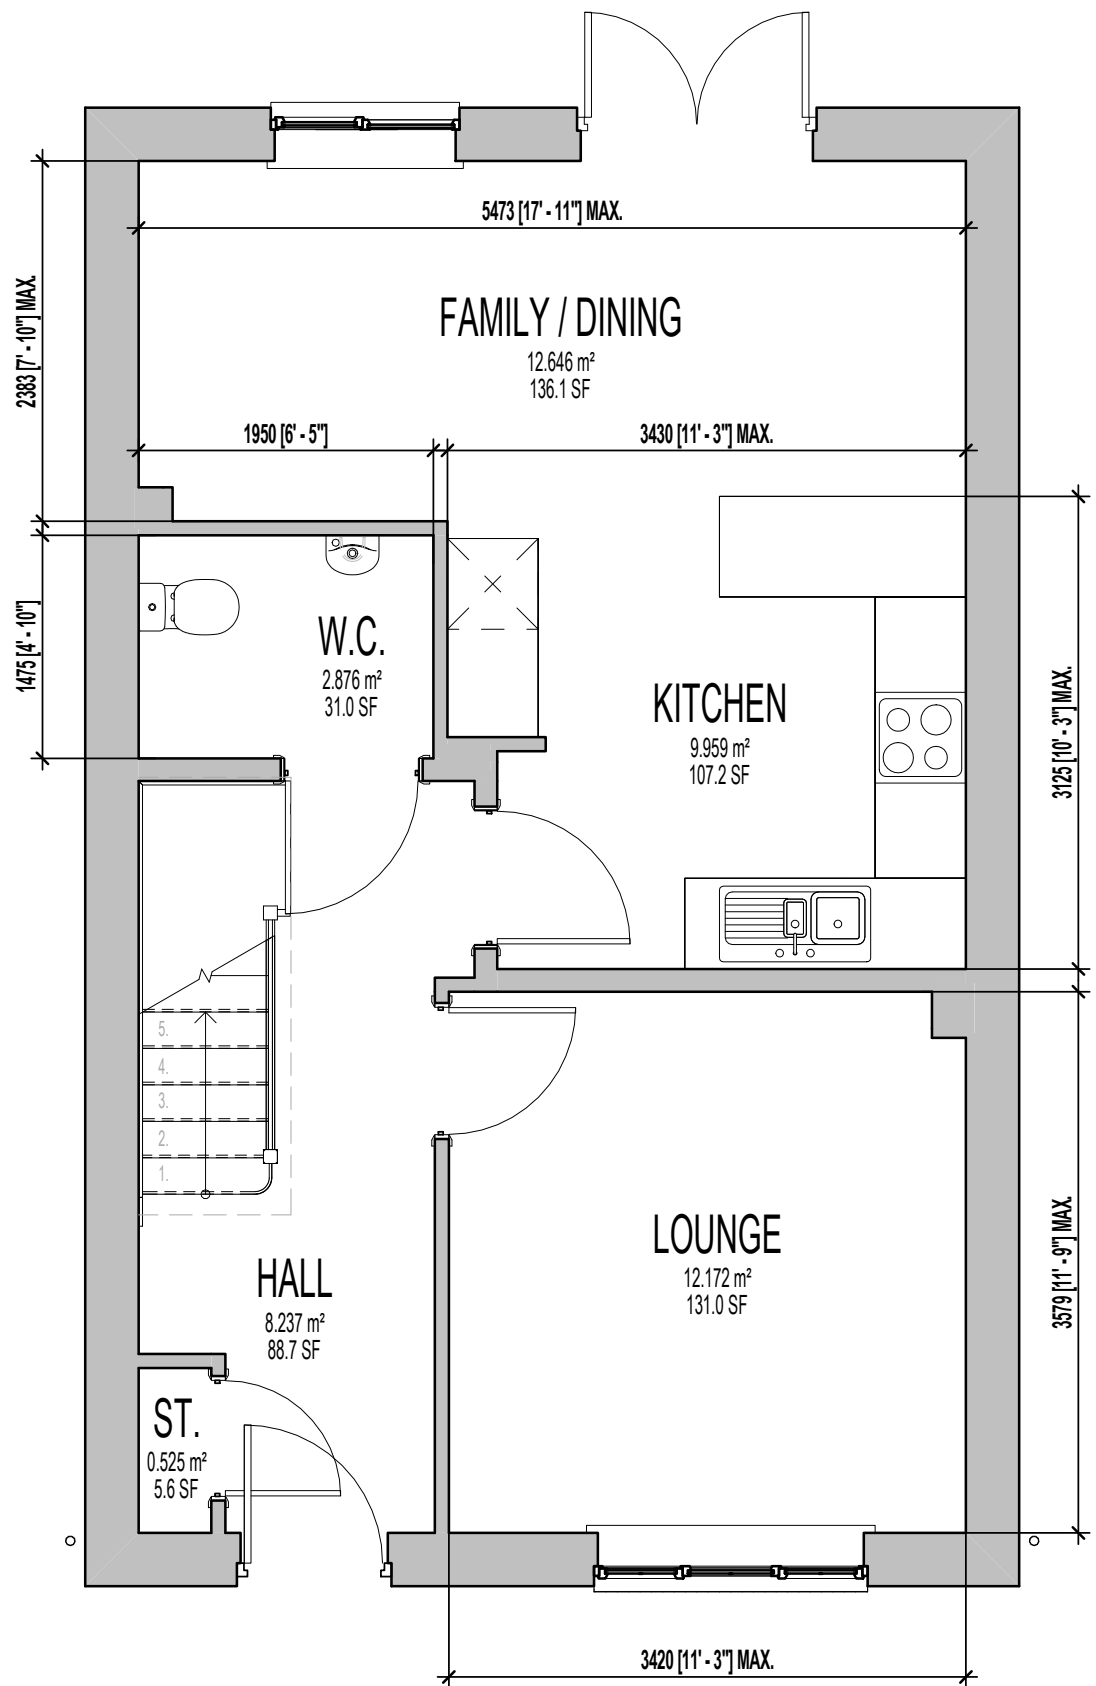 5473 [17' - 11"] MAX.
2383 [7' - 10"] MAX.
FAMILY / DINING
12.646 m²
136.1 SF
1950 [6' - 5"]
3430 [11' - 3"] MAX.
1475 [4' - 10"]
W.C.
2.876 m²
31.0 SF
KITCHEN
9.959 m²
107.2 SF
3125 [10' - 3"] MAX.
5.
4.
3.
2.
1.
LOUNGE
12.172 m²
131.0 SF
3579 [11' - 9"] MAX.
HALL
8.237 m²
88.7 SF
ST.
0.525 m²
5.6 SF
3420 [11' - 3"] MAX.